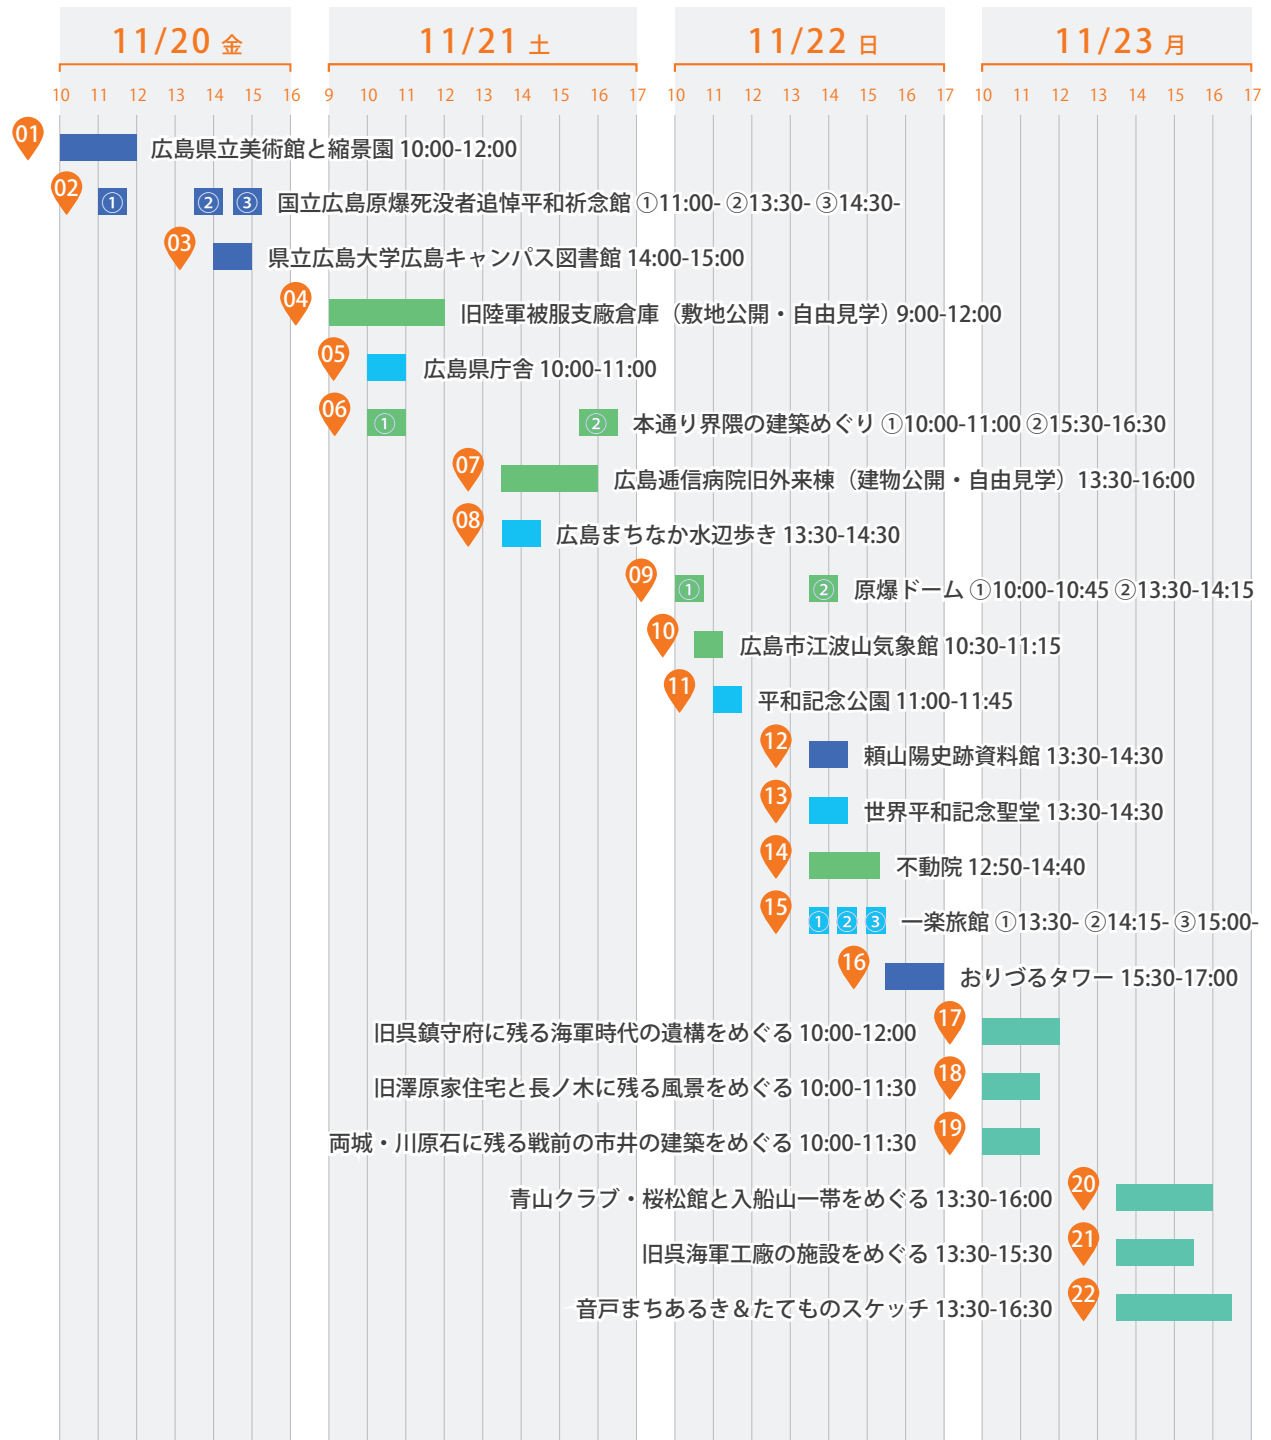 11/20 金 11/21 土 11/22 日 11/23 月
10 11 12 13 14 15 16 9 10 11 12 13 14 15 16 17 10 11 12 13 14 15 16 17 10 11 12 13 14 15 16 17
01 広島県立美術館と縮景園 10:00-12:00
02 ① ② ③ 国立広島原爆死没者追悼平和祈念館 ①11:00- ②13:30- ③14:30-
03 県立広島大学広島キャンパス図書館 14:00-15:00
04 旧陸軍被服支廠倉庫（敷地公開・自由見学）9:00-12:00
05 広島県庁舎 10:00-11:00
06 ① ② 本通り界隈の建築めぐり ①10:00-11:00 ②15:30-16:30
07 広島逓信病院旧外来棟（建物公開・自由見学）13:30-16:00
08 広島まちなか水辺歩き 13:30-14:30
09 ① ② 原爆ドーム ①10:00-10:45 ②13:30-14:15
10 広島市江波山気象館 10:30-11:15
11 平和記念公園 11:00-11:45
12 頼山陽史跡資料館 13:30-14:30
13 世界平和記念聖堂 13:30-14:30
14 不動院 12:50-14:40
15 ① ② ③ 一楽旅館 ①13:30- ②14:15- ③15:00-
16 おりづるタワー 15:30-17:00
旧呉鎮守府に残る海軍時代の遺構をめぐる 10:00-12:00 17
旧澤原家住宅と長ノ木に残る風景をめぐる 10:00-11:30 18
両城・川原石に残る戦前の市井の建築をめぐる 10:00-11:30 19
青山クラブ・桜松館と入船山一帯をめぐる 13:30-16:00 20
旧呉海軍工廠の施設をめぐる 13:30-15:30 21
音戸まちあるき＆たてものスケッチ 13:30-16:30 22